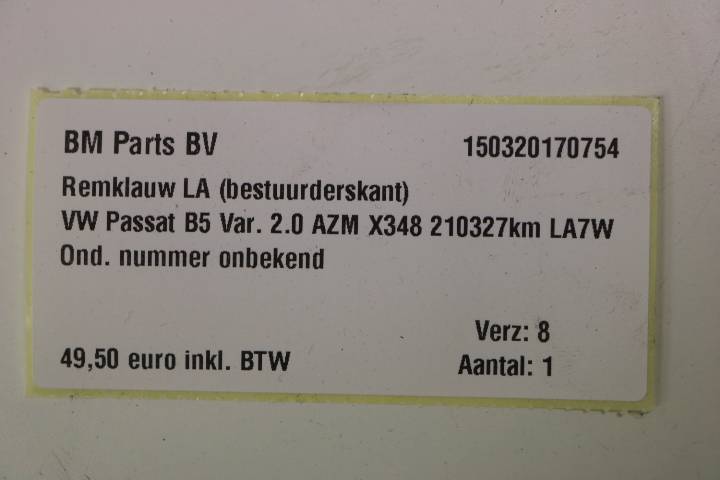 BM Parts BV 150320170754
Remklauw LA (bestuurderskant)
VW Passat B5 Var. 2.0 AZM X348 210327km LA7W
Ond. nummer onbekend
Verz: 8
49,50 euro inkl. BTW Aantal: 1